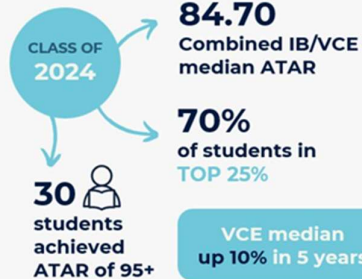 CLASS OF
2024
84.70
Combined IB/VCE
median ATAR
70%
of students in
TOP 25%
30
students
achieved
ATAR of 95+
VCE median
up 10% in 5 years